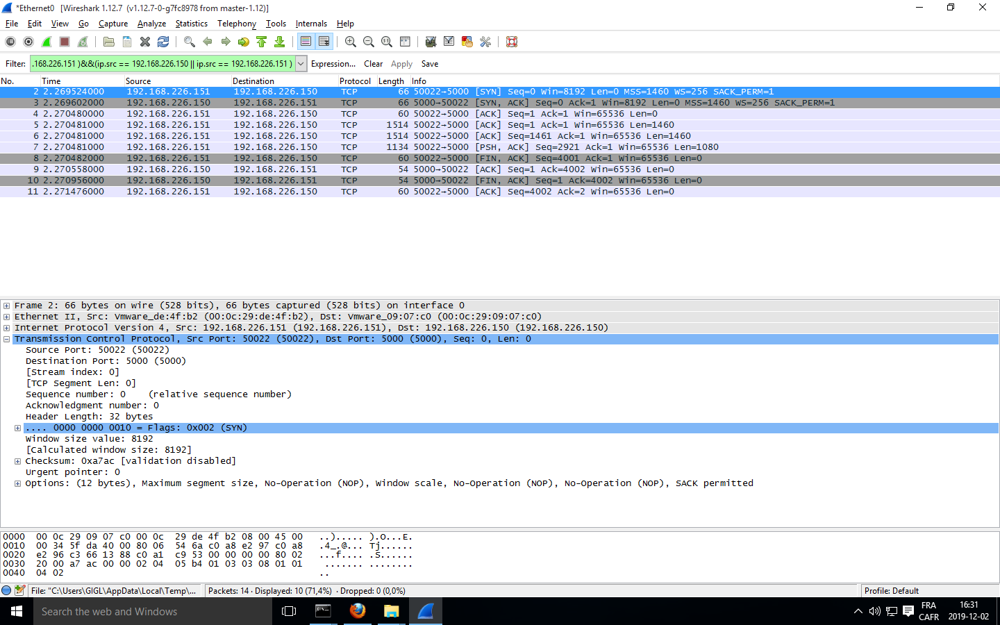 *Ethernet0 [Wireshark 1.12.7 (v1.12.7-0-g7fc8978 from master-1.12)]
File Edit View Go Capture Analyze Statistics Telephony Tools Internals Help
Filter: .168.226.151 )&&(ip.src == 192.168.226.150 || ip.src == 192.168.226.151 ) Expression... Clear Apply Save
No. Time Source Destination Protocol Length Info
2 2.269524000 192.168.226.151 192.168.226.150 TCP 66 50022→5000 [SYN] Seq=0 Win=8192 Len=0 MSS=1460 WS=256 SACK_PERM=1
3 2.269602000 192.168.226.150 192.168.226.151 TCP 66 5000→50022 [SYN, ACK] Seq=0 Ack=1 Win=8192 Len=0 MSS=1460 WS=256 SACK_PERM=1
4 2.270480000 192.168.226.151 192.168.226.150 TCP 60 50022→5000 [ACK] Seq=1 Ack=1 Win=65536 Len=0
5 2.270481000 192.168.226.151 192.168.226.150 TCP 1514 50022→5000 [ACK] Seq=1 Ack=1 Win=65536 Len=1460
6 2.270481000 192.168.226.151 192.168.226.150 TCP 1514 50022→5000 [ACK] Seq=1461 Ack=1 Win=65536 Len=1460
7 2.270481000 192.168.226.151 192.168.226.150 TCP 1134 50022→5000 [PSH, ACK] Seq=2921 Ack=1 Win=65536 Len=1080
8 2.270482000 192.168.226.151 192.168.226.150 TCP 60 50022→5000 [FIN, ACK] Seq=4001 Ack=1 Win=65536 Len=0
9 2.270558000 192.168.226.150 192.168.226.151 TCP 54 5000→50022 [ACK] Seq=1 Ack=4002 Win=65536 Len=0
10 2.270956000 192.168.226.150 192.168.226.151 TCP 54 5000→50022 [FIN, ACK] Seq=1 Ack=4002 Win=65536 Len=0
11 2.271476000 192.168.226.151 192.168.226.150 TCP 60 50022→5000 [ACK] Seq=4002 Ack=2 Win=65536 Len=0
Frame 2: 66 bytes on wire (528 bits), 66 bytes captured (528 bits) on interface 0
Ethernet II, Src: Vmware_de:4f:b2 (00:0c:29:de:4f:b2), Dst: Vmware_09:07:c0 (00:0c:29:09:07:c0)
Internet Protocol Version 4, Src: 192.168.226.151 (192.168.226.151), Dst: 192.168.226.150 (192.168.226.150)
Transmission Control Protocol, Src Port: 50022 (50022), Dst Port: 5000 (5000), Seq: 0, Len: 0
Source Port: 50022 (50022)
Destination Port: 5000 (5000)
[Stream index: 0]
[TCP Segment Len: 0]
Sequence number: 0 (relative sequence number)
Acknowledgment number: 0
Header Length: 32 bytes
.... 0000 0000 0010 = Flags: 0x002 (SYN)
Window size value: 8192
[Calculated window size: 8192]
Checksum: 0xa7ac [validation disabled]
Urgent pointer: 0
Options: (12 bytes), Maximum segment size, No-Operation (NOP), Window scale, No-Operation (NOP), No-Operation (NOP), SACK permitted
0000 00 0c 29 09 07 c0 00 0c 29 de 4f b2 08 00 45 00 ..)..... ).O...E.
0010 00 34 5f da 40 00 80 06 54 6a c0 a8 e2 97 c0 a8 .4_.@... Tj......
0020 e2 96 c3 66 13 88 c0 a1 c9 53 00 00 00 00 80 02 ...f.... .S......
0030 20 00 a7 ac 00 00 02 04 05 b4 01 03 03 08 01 01 ....... ........
0040 04 02 ..
File: "C:\Users\GIGL\AppData\Local\Temp\... Packets: 14 · Displayed: 10 (71,4%) · Dropped: 0 (0,0%) Profile: Default
Search the web and Windows
FRA
CAFR
16:31
2019-12-02